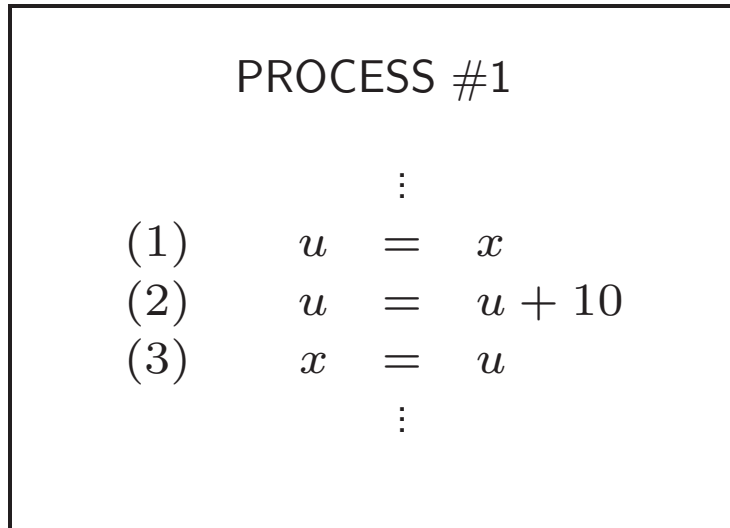 PROCESS #1
⋮
(1) u = x
(2) u = u + 10
(3) x = u
⋮